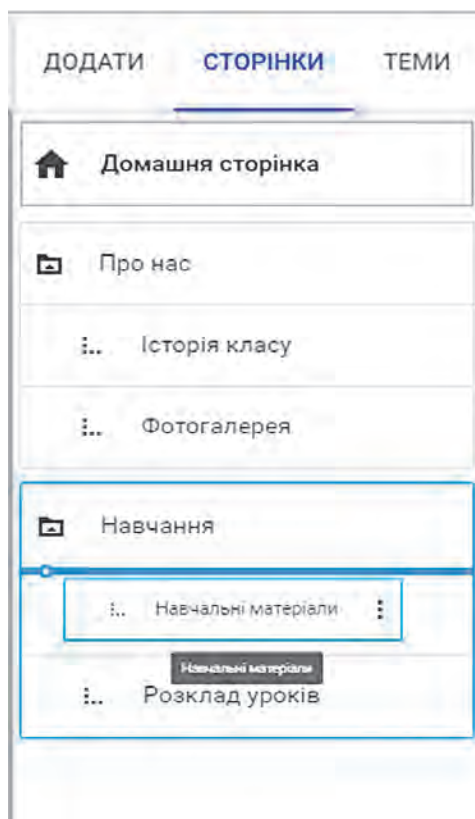 ДОДАТИ СТОРІНКИ ТЕМИ
Домашня сторінка
Про нас
Історія класу
Фотогалерея
Навчання
Навчальні матеріали
Навчальні матеріали
Розклад уроків